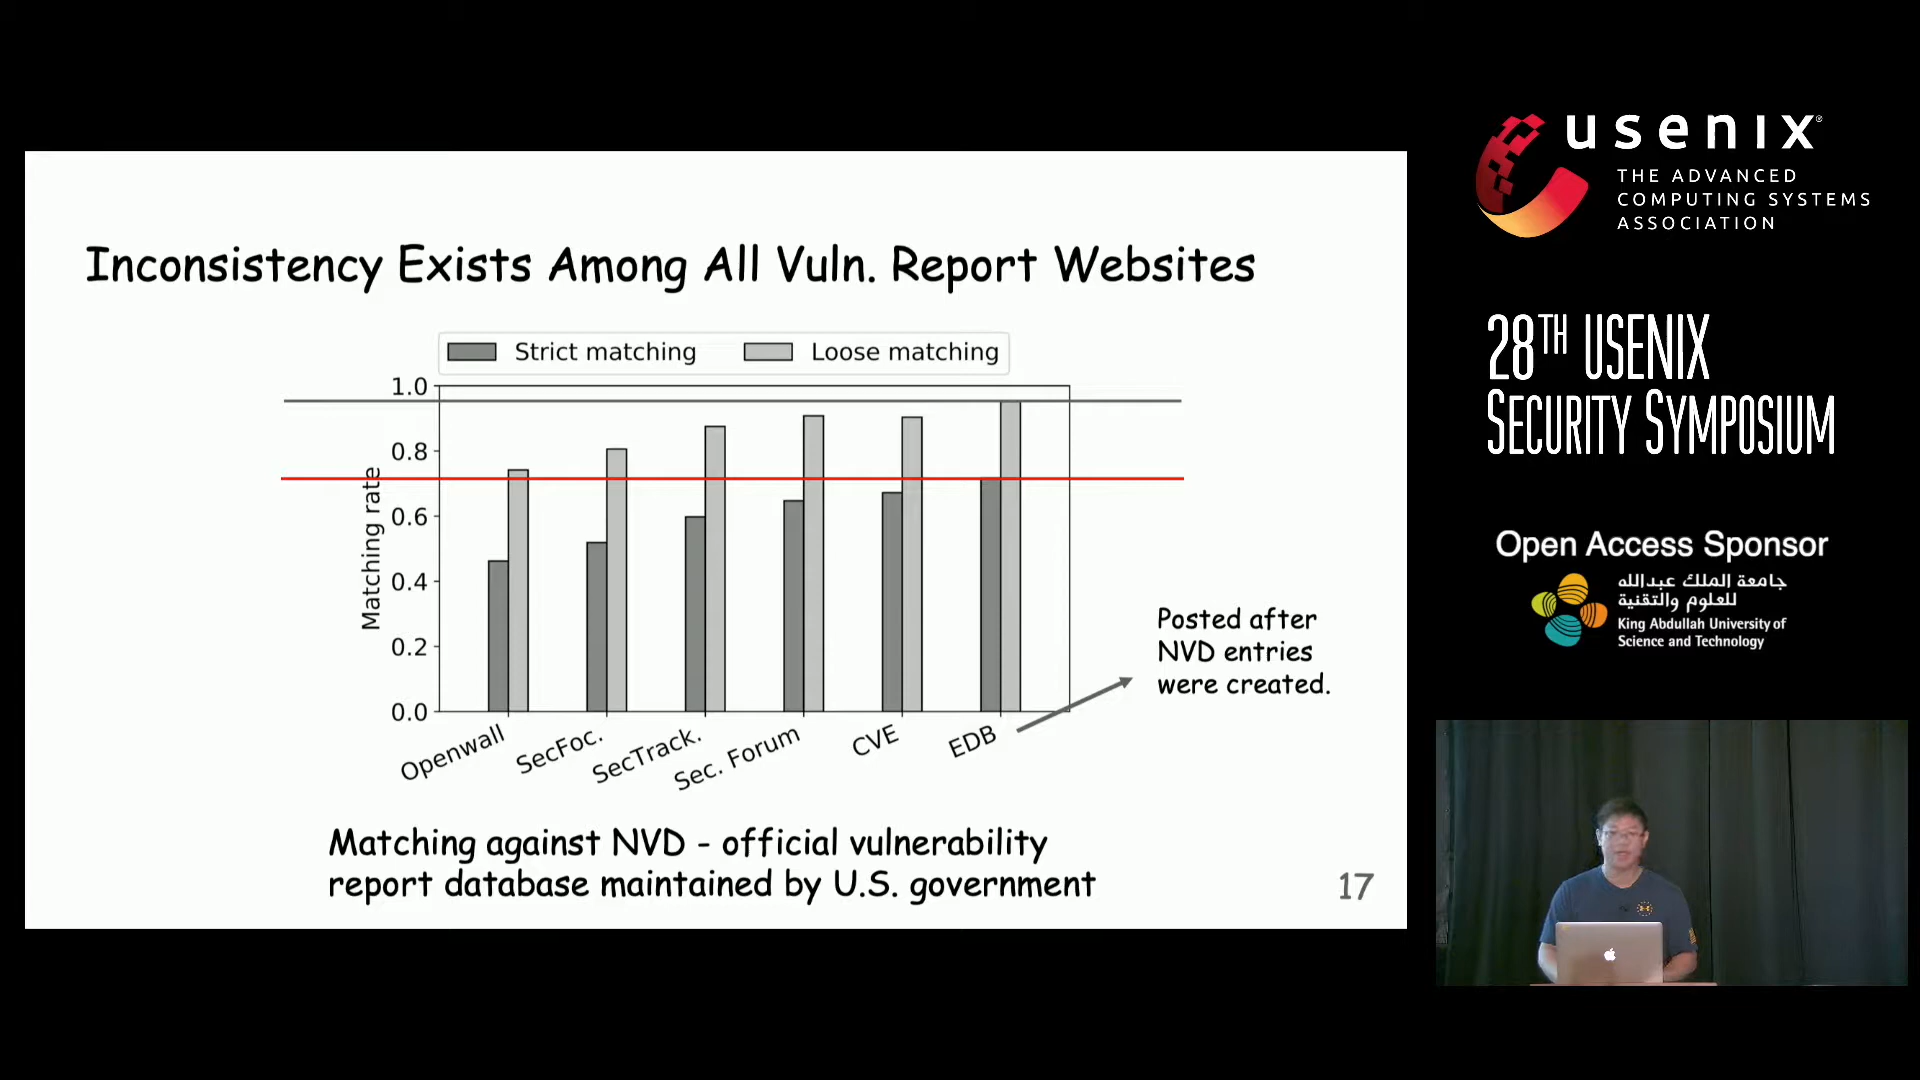 Inconsistency Exists Among All Vuln. Report Websites
Strict matching
Loose matching
1.0
0.8
0.6
0.4
0.2
0.0
Matching rate
Openwall
SecFoc.
SecTrack.
Sec. Forum
CVE
EDB
Posted after
NVD entries
were created.
Matching against NVD - official vulnerability
report database maintained by U.S. government
17
usenix®
THE ADVANCED
COMPUTING SYSTEMS
ASSOCIATION
28TH USENIX
SECURITY SYMPOSIUM
Open Access Sponsor
جامعة الملك عبدالله
للعلوم والتقنية
King Abdullah University of
Science and Technology